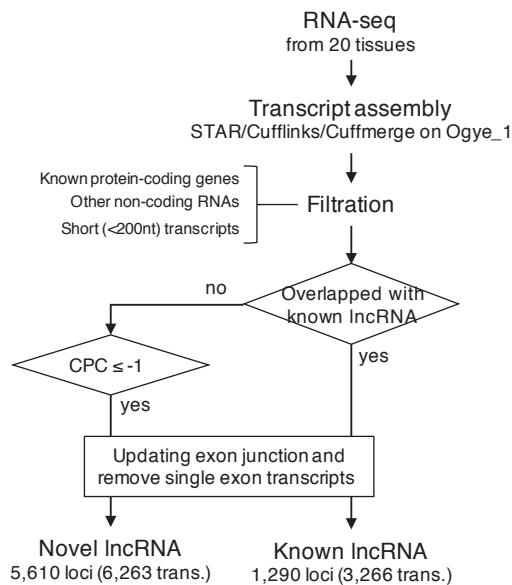 RNA-seq
from 20 tissues
Transcript assembly
STAR/Cufflinks/Cuffmerge on Ogye_1
Known protein-coding genes
Other non-coding RNAs
Short (<200nt) transcripts
Filtration
no
Overlapped with
known lncRNA
CPC ≤ -1
yes
yes
Updating exon junction and
remove single exon transcripts
Novel lncRNA
5,610 loci (6,263 trans.)
Known lncRNA
1,290 loci (3,266 trans.)